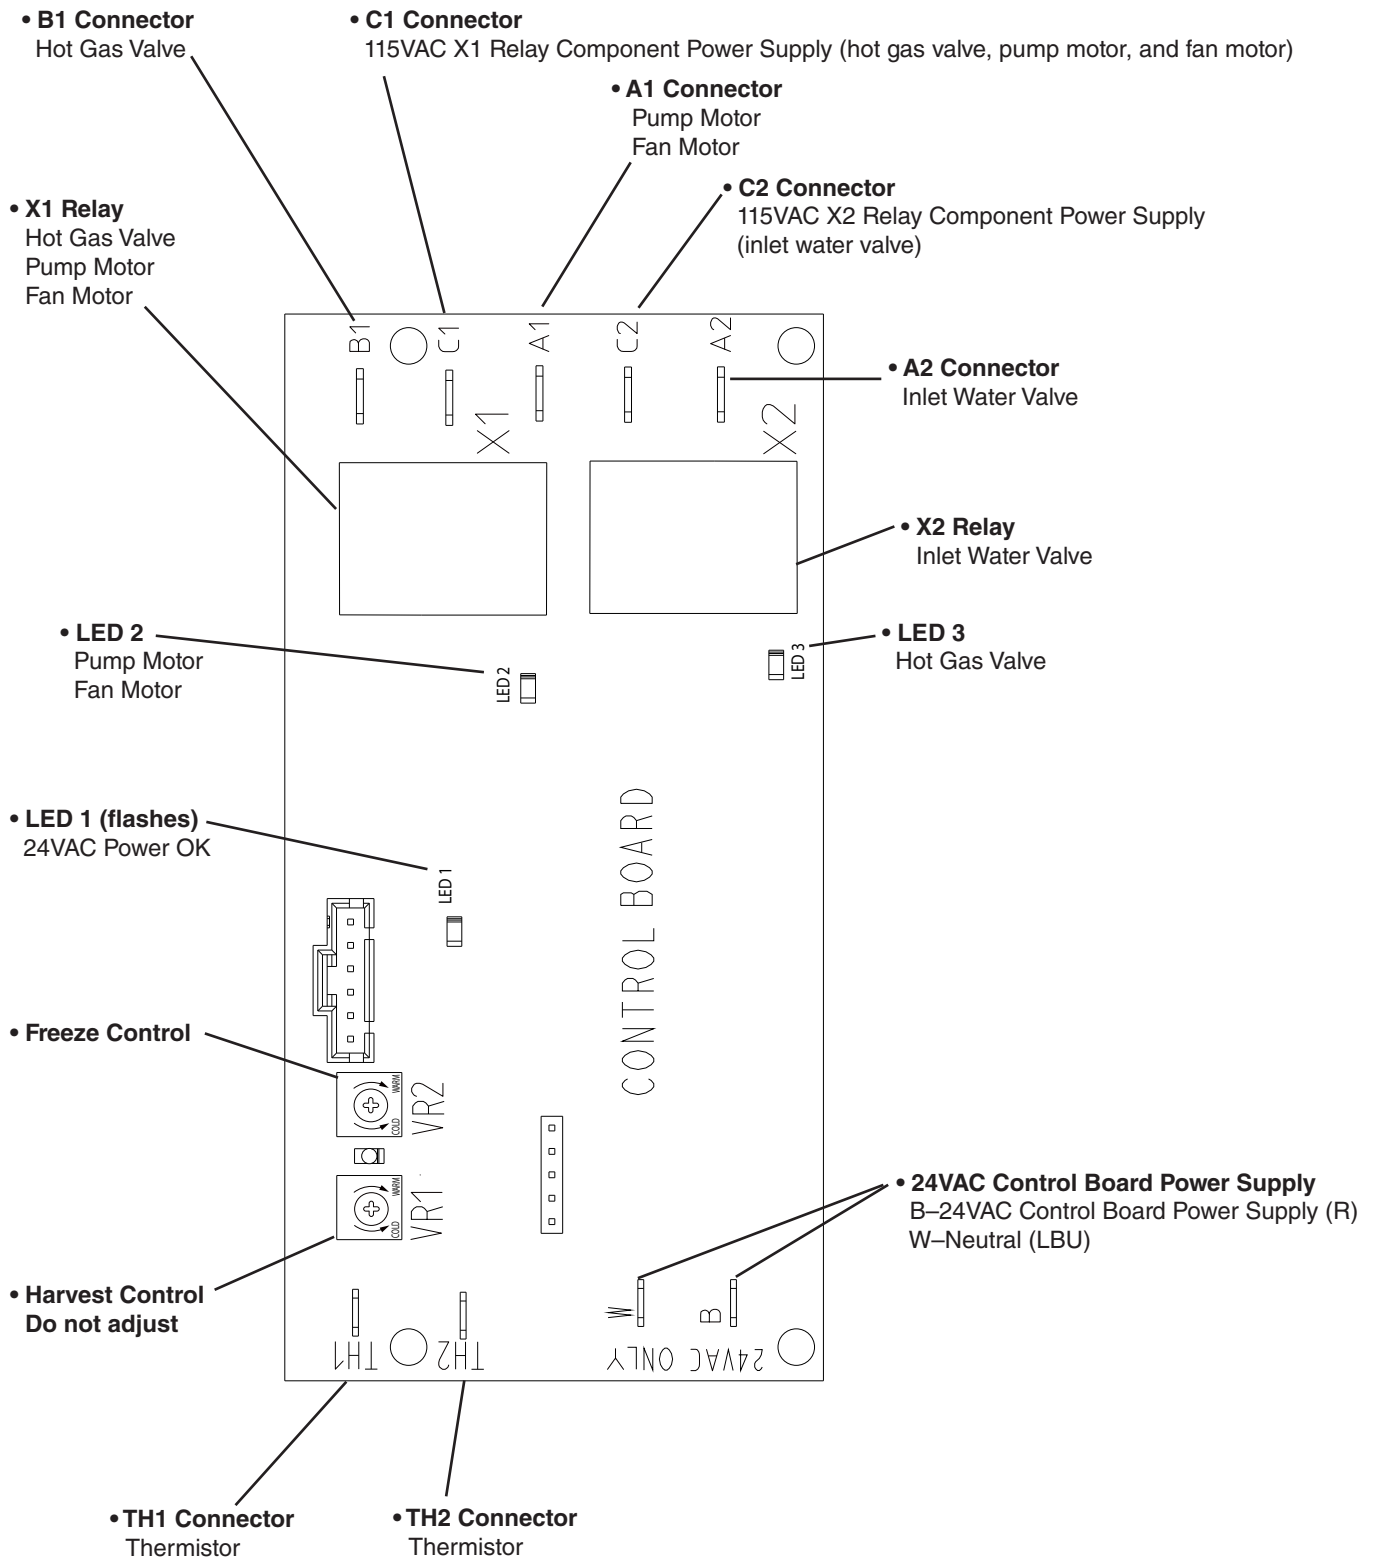 • B1 Connector
Hot Gas Valve
• C1 Connector
115VAC X1 Relay Component Power Supply (hot gas valve, pump motor, and fan motor)
• A1 Connector
Pump Motor
Fan Motor
• C2 Connector
115VAC X2 Relay Component Power Supply
(inlet water valve)
• X1 Relay
Hot Gas Valve
Pump Motor
Fan Motor
B1
C1
A1
C2
A2
• A2 Connector
Inlet Water Valve
X1
X2
• X2 Relay
Inlet Water Valve
• LED 2
Pump Motor
Fan Motor
LED 2
LED 3
• LED 3
Hot Gas Valve
• LED 1 (flashes)
24VAC Power OK
LED 1
CONTROL BOARD
• Freeze Control
WARM
COLD
VR2
WARM
COLD
VR1
• 24VAC Control Board Power Supply
B–24VAC Control Board Power Supply (R)
W–Neutral (LBU)
• Harvest Control
Do not adjust
W
B
TH1
TH2
24VAC ONLY
• TH1 Connector
Thermistor
• TH2 Connector
Thermistor